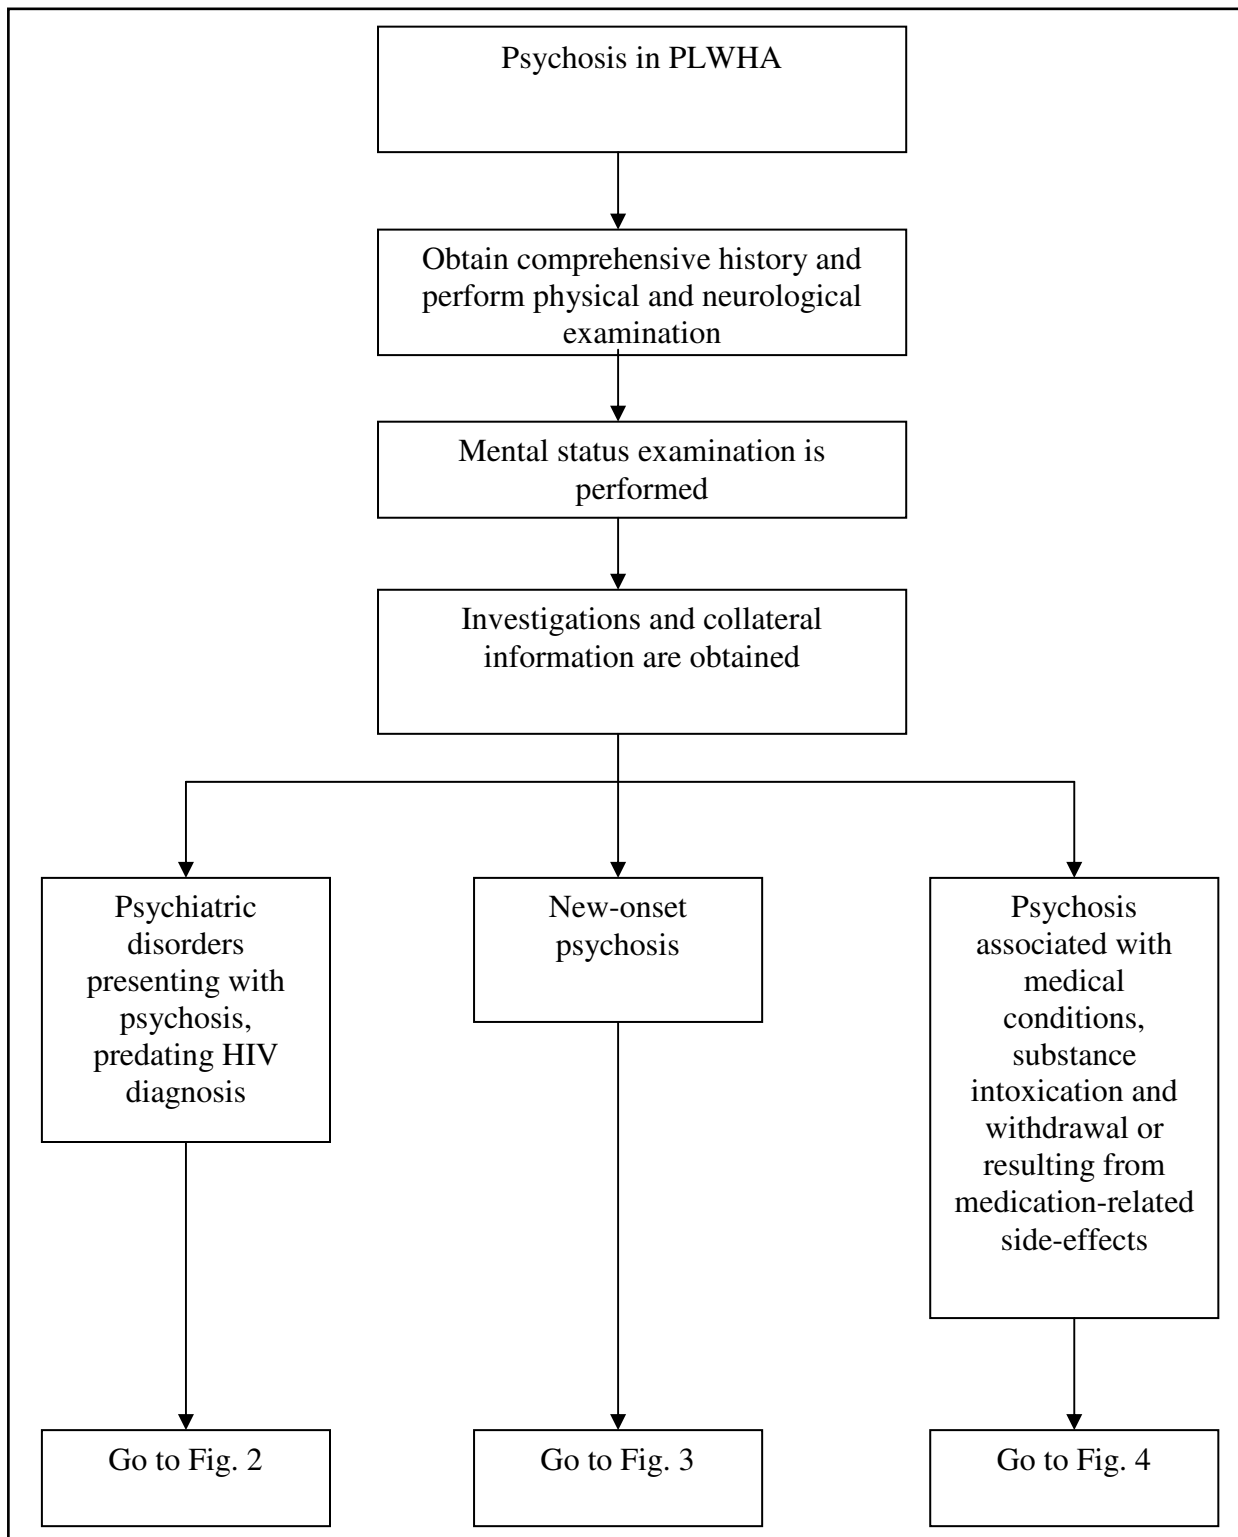 Psychosis in PLWHA
Obtain comprehensive history and
perform physical and neurological
examination
Mental status examination is
performed
Investigations and collateral
information are obtained
Psychiatric
disorders
presenting with
psychosis,
predating HIV
diagnosis
New-onset
psychosis
Psychosis
associated with
medical
conditions,
substance
intoxication and
withdrawal or
resulting from
medication-related
side-effects
Go to Fig. 2
Go to Fig. 3
Go to Fig. 4